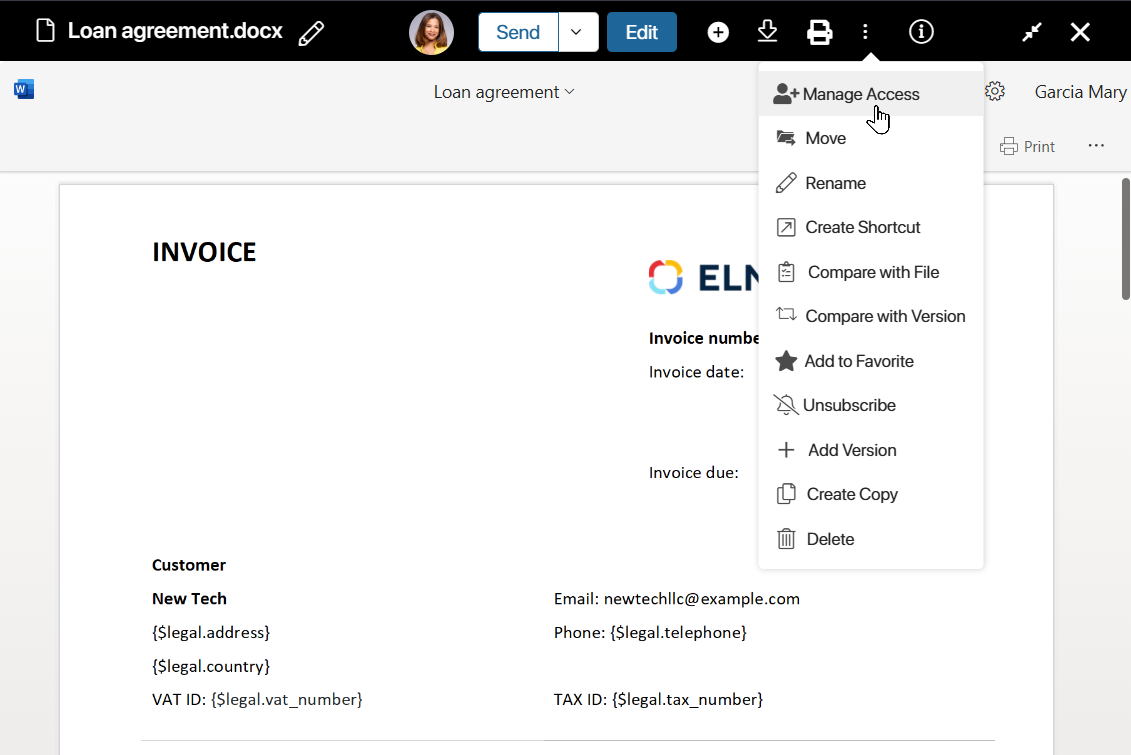 Loan agreement.docx
Send
Edit
W
Loan agreement
Garcia Mary
Print
Manage Access
Move
Rename
Create Shortcut
Compare with File
Compare with Version
Add to Favorite
Unsubscribe
Add Version
Create Copy
Delete
INVOICE
ELN
Invoice numbe
Invoice date:
Invoice due:
Customer
New Tech
Email: newtechllc@example.com
{$legal.address}
Phone: {$legal.telephone}
{$legal.country}
VAT ID: {$legal.vat_number}
TAX ID: {$legal.tax_number}